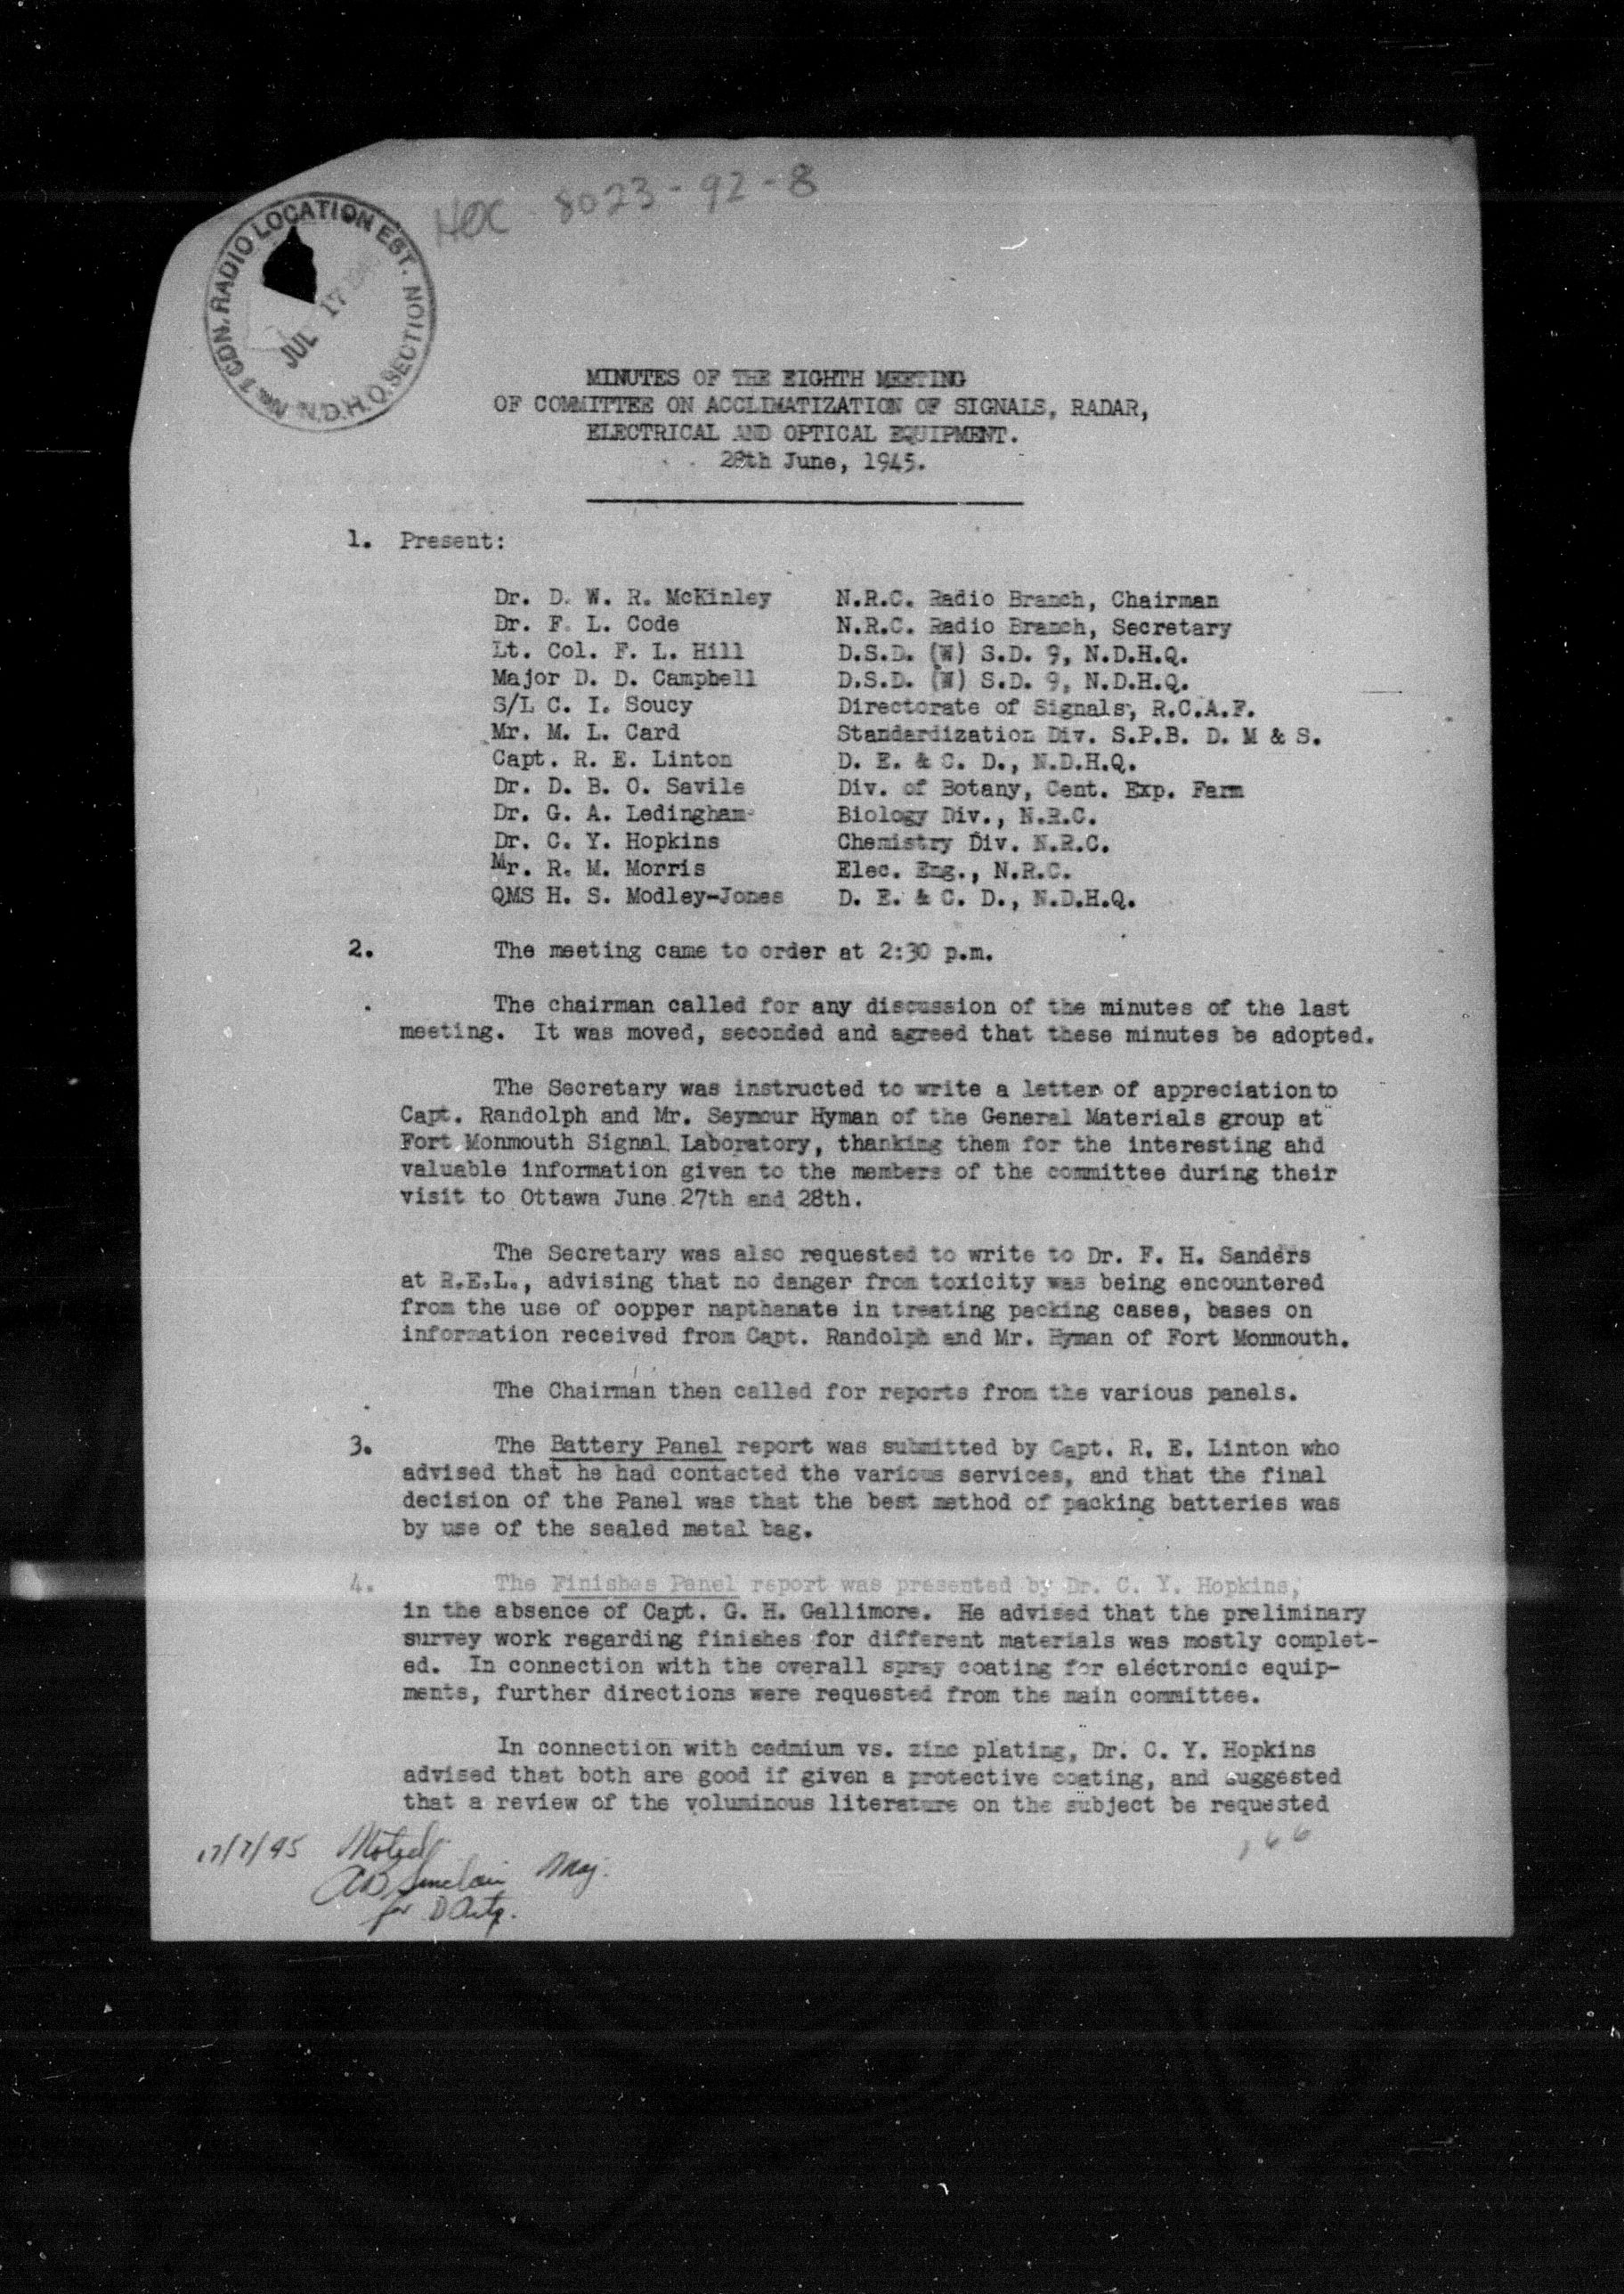 HQC 8023-92-8
No. 1 CDN. RADIO LOCATION EST. N.D.H.Q. SECTION
JUL 17
MINUTES OF THE EIGHTH MEETING
OF COMMITTEE ON ACCLIMATIZATION OF SIGNALS, RADAR,
ELECTRICAL AND OPTICAL EQUIPMENT.
28th June, 1945.
1. Present:
Dr. D. W. R. McKinley N.R.C. Radio Branch, Chairman
Dr. F. L. Code N.R.C. Radio Branch, Secretary
Lt. Col. F. L. Hill D.S.D. (W) S.D. 9, N.D.H.Q.
Major D. D. Campbell D.S.D. (W) S.D. 9, N.D.H.Q.
S/L C. I. Soucy Directorate of Signals, R.C.A.F.
Mr. M. L. Card Standardization Div. S.P.B. D. M & S.
Capt. R. E. Linton D. E. & C. D., N.D.H.Q.
Dr. D. B. O. Savile Div. of Botany, Cent. Exp. Farm
Dr. G. A. Ledingham Biology Div., N.R.C.
Dr. C. Y. Hopkins Chemistry Div. N.R.C.
Mr. R. M. Morris Elec. Eng., N.R.C.
QMS H. S. Modley-Jones D. E. & C. D., N.D.H.Q.
2. The meeting came to order at 2:30 p.m.
The chairman called for any discussion of the minutes of the last
meeting. It was moved, seconded and agreed that these minutes be adopted.
The Secretary was instructed to write a letter of appreciation to
Capt. Randolph and Mr. Seymour Hyman of the General Materials group at
Fort Monmouth Signal Laboratory, thanking them for the interesting and
valuable information given to the members of the committee during their
visit to Ottawa June 27th and 28th.
The Secretary was also requested to write to Dr. F. H. Sanders
at R.E.L., advising that no danger from toxicity was being encountered
from the use of copper napthanate in treating packing cases, bases on
information received from Capt. Randolph and Mr. Hyman of Fort Monmouth.
The Chairman then called for reports from the various panels.
3. The Battery Panel report was submitted by Capt. R. E. Linton who
advised that he had contacted the various services, and that the final
decision of the Panel was that the best method of packing batteries was
by use of the sealed metal bag.
4. The Finishes Panel report was presented by Dr. C. Y. Hopkins,
in the absence of Capt. G. H. Gallimore. He advised that the preliminary
survey work regarding finishes for different materials was mostly complet-
ed. In connection with the overall spray coating for electronic equip-
ments, further directions were requested from the main committee.
In connection with cadmium vs. zinc plating, Dr. C. Y. Hopkins
advised that both are good if given a protective coating, and suggested
that a review of the voluminous literature on the subject be requested
17/7/45 Noted
AD Sinclair Maj.
for D Arty.